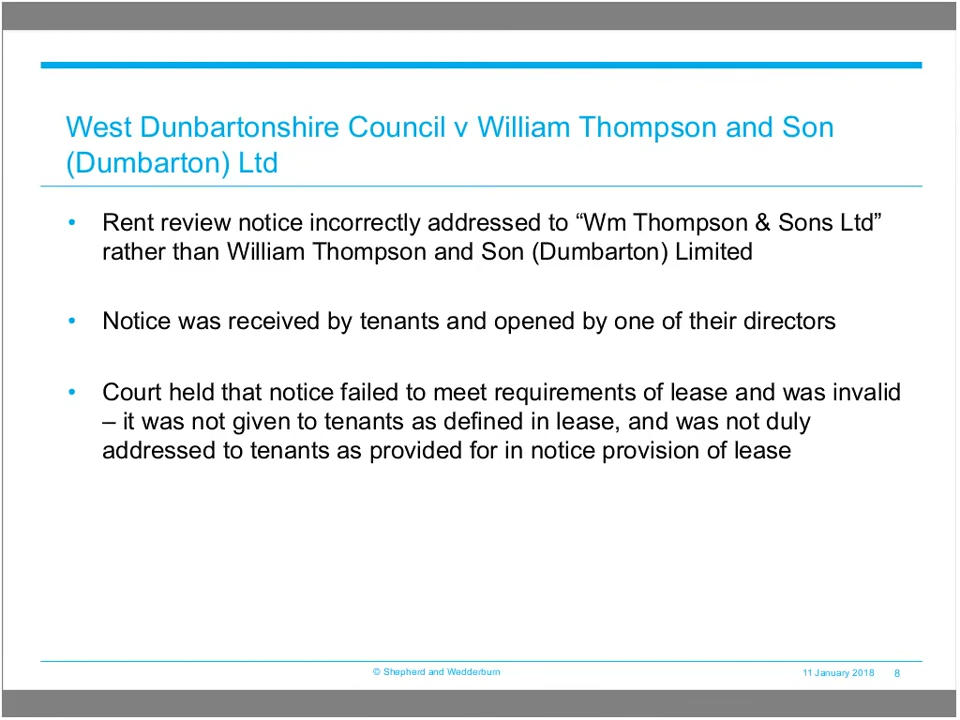 West Dunbartonshire Council v William Thompson and Son
(Dumbarton) Ltd
• Rent review notice incorrectly addressed to “Wm Thompson & Sons Ltd”
rather than William Thompson and Son (Dumbarton) Limited
• Notice was received by tenants and opened by one of their directors
• Court held that notice failed to meet requirements of lease and was invalid
– it was not given to tenants as defined in lease, and was not duly
addressed to tenants as provided for in notice provision of lease
© Shepherd and Wedderburn 11 January 2018 8